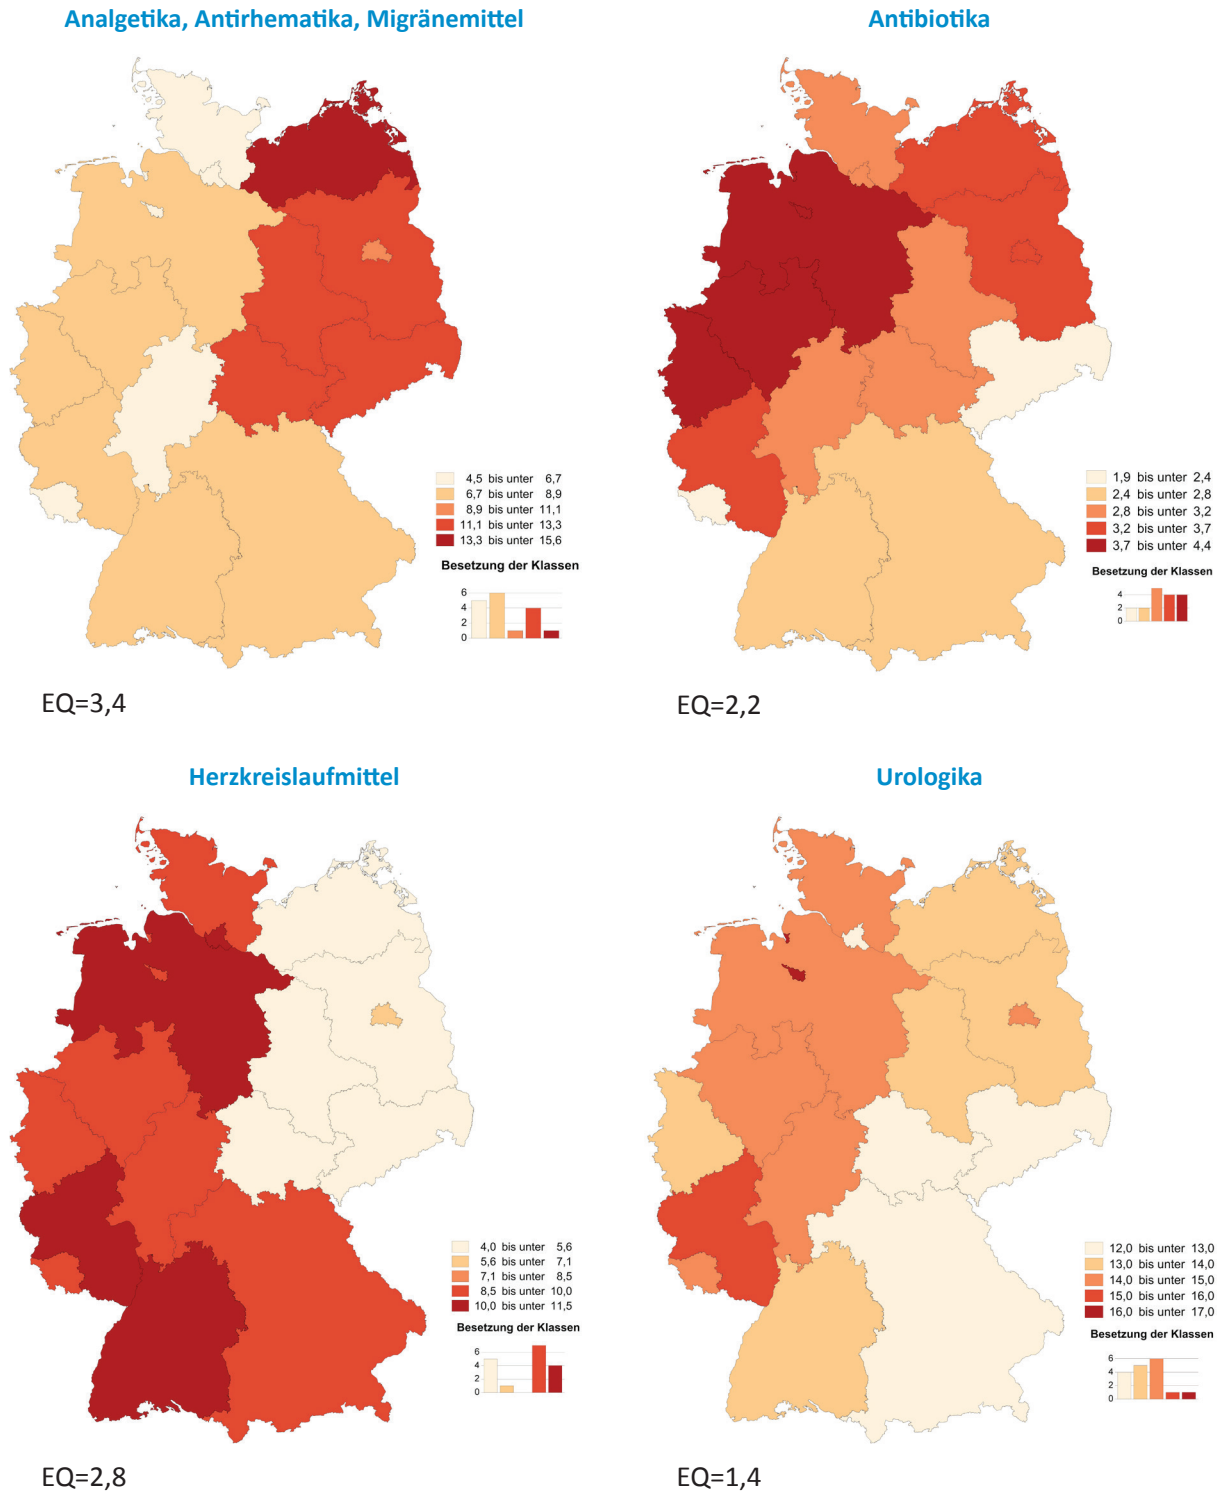 Analgetika, Antirhematika, Migränemittel
4,5 bis unter 6,7
6,7 bis unter 8,9
8,9 bis unter 11,1
11,1 bis unter 13,3
13,3 bis unter 15,6
Besetzung der Klassen
6
4
2
0
EQ=3,4
Antibiotika
1,9 bis unter 2,4
2,4 bis unter 2,8
2,8 bis unter 3,2
3,2 bis unter 3,7
3,7 bis unter 4,4
Besetzung der Klassen
4
2
0
EQ=2,2
Herzkreislaufmittel
4,0 bis unter 5,6
5,6 bis unter 7,1
7,1 bis unter 8,5
8,5 bis unter 10,0
10,0 bis unter 11,5
Besetzung der Klassen
6
4
2
0
EQ=2,8
Urologika
12,0 bis unter 13,0
13,0 bis unter 14,0
14,0 bis unter 15,0
15,0 bis unter 16,0
16,0 bis unter 17,0
Besetzung der Klassen
6
4
2
0
EQ=1,4